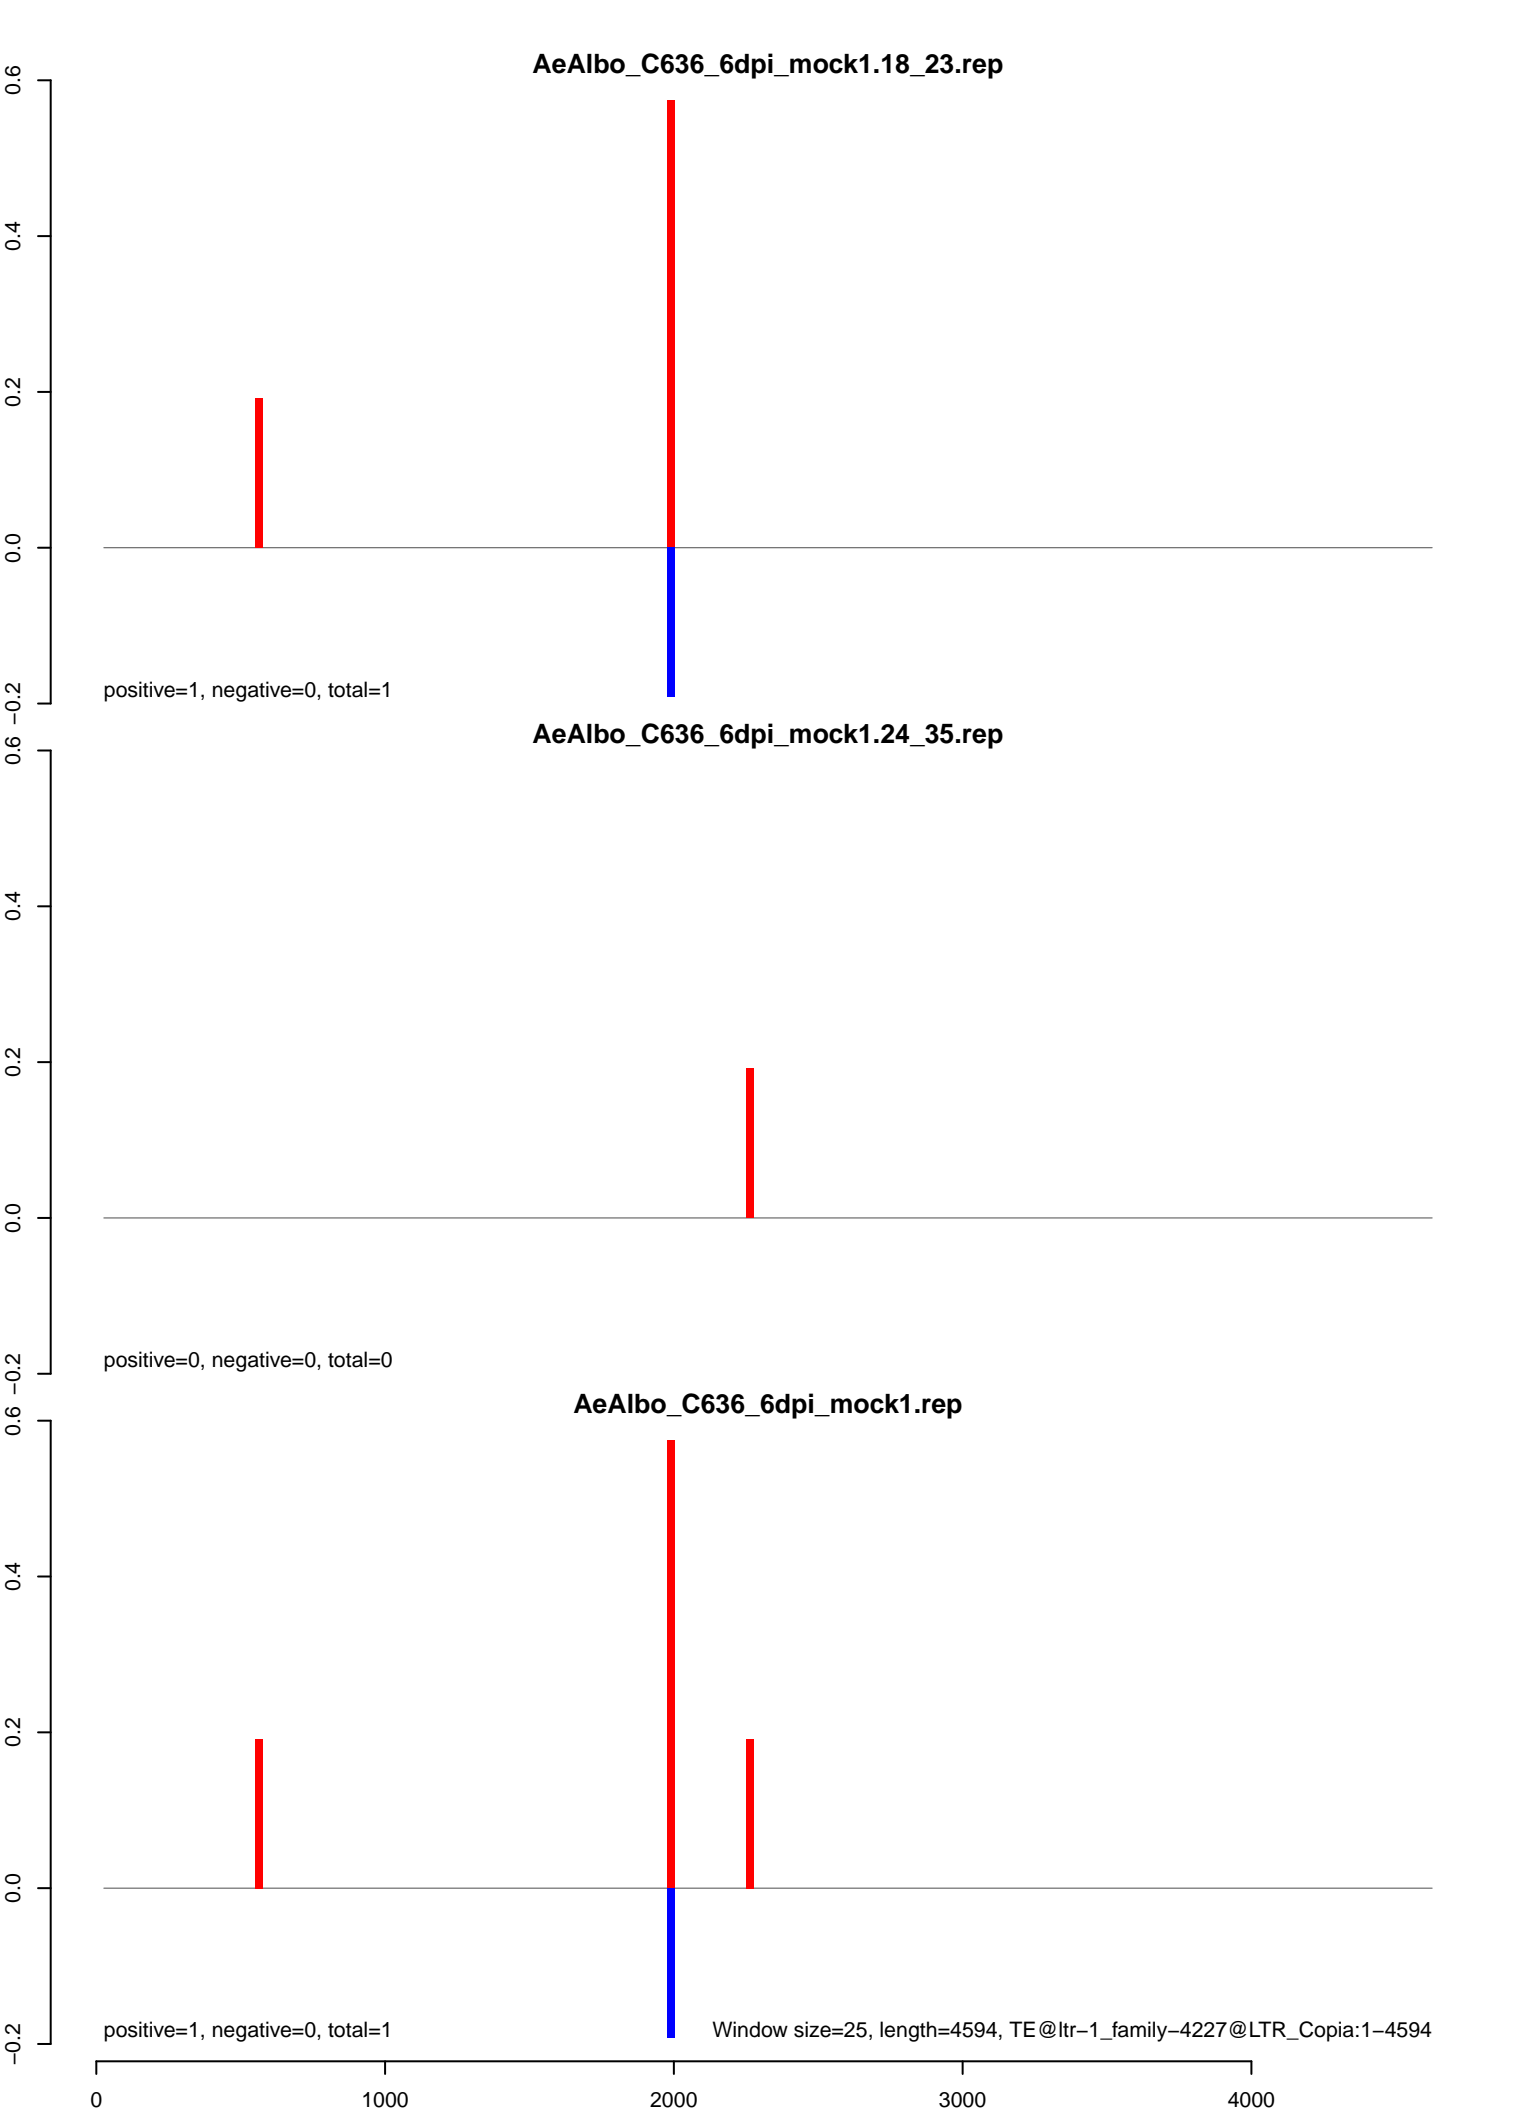 AeAlbo_C636_6dpi_mock1.18_23.rep
0.6
0.4
0.2
0.0
−0.2
positive=1, negative=0, total=1
AeAlbo_C636_6dpi_mock1.24_35.rep
0.6
0.4
0.2
0.0
−0.2
positive=0, negative=0, total=0
AeAlbo_C636_6dpi_mock1.rep
0.6
0.4
0.2
0.0
−0.2
positive=1, negative=0, total=1
Window size=25, length=4594, TE@ltr−1_family−4227@LTR_Copia:1−4594
0 1000 2000 3000 4000